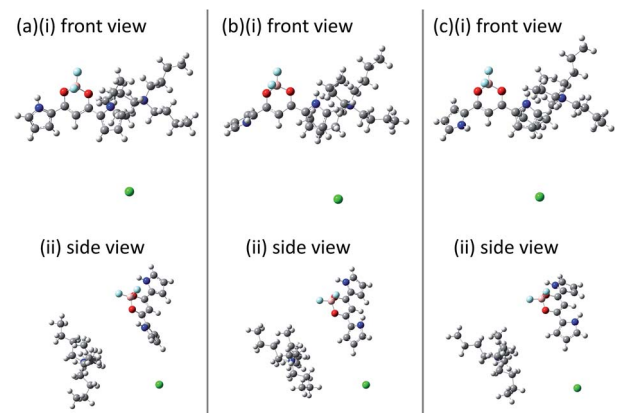 (a)(i) front view
(b)(i) front view
(c)(i) front view
(ii) side view
(ii) side view
(ii) side view